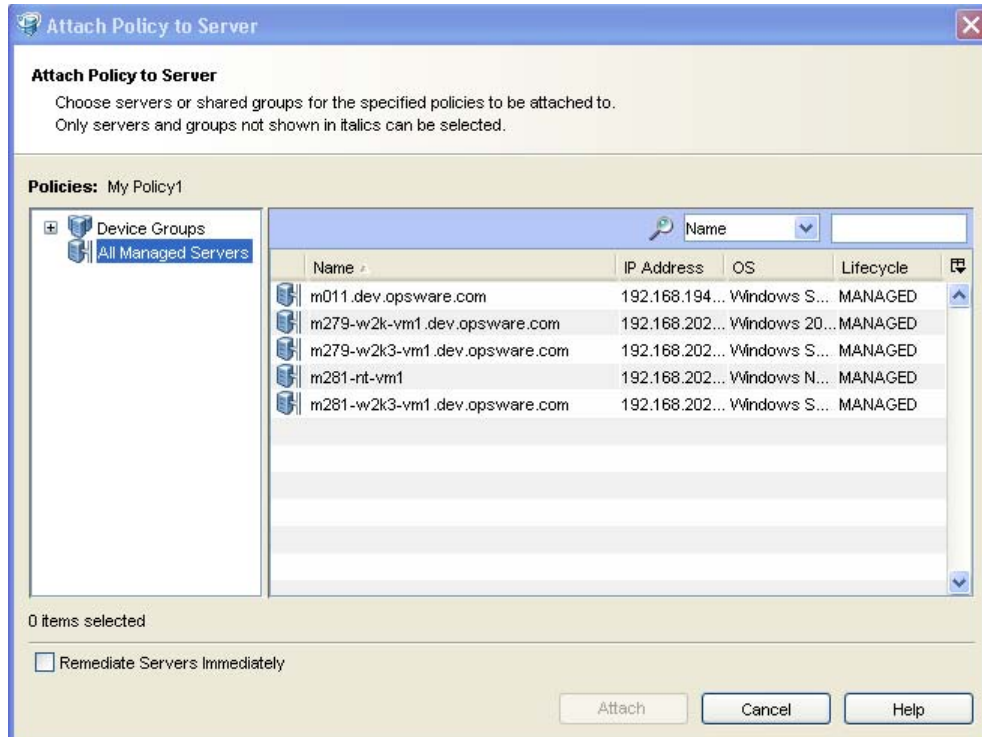 Attach Policy to Server
Attach Policy to Server
Choose servers or shared groups for the specified policies to be attached to.
Only servers and groups not shown in italics can be selected.
Policies: My Policy1
Device Groups
All Managed Servers
Name
Name IP Address OS Lifecycle
m011.dev.opsware.com 192.168.194... Windows S... MANAGED
m279-w2k-vm1.dev.opsware.com 192.168.202... Windows 20... MANAGED
m279-w2k3-vm1.dev.opsware.com 192.168.202... Windows S... MANAGED
m281-nt-vm1 192.168.202... Windows N... MANAGED
m281-w2k3-vm1.dev.opsware.com 192.168.202... Windows S... MANAGED
0 items selected
Remediate Servers Immediately
Attach Cancel Help